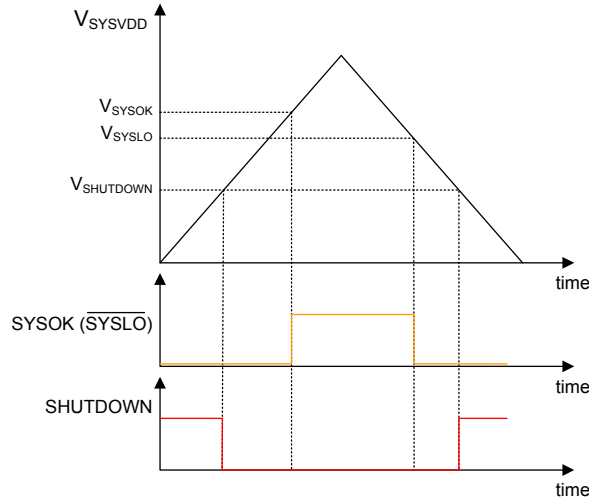 VSYSVDD
VSYSOK
VSYSLO
VSHUTDOWN
time
SYSOK (SYSLO)
time
SHUTDOWN
time